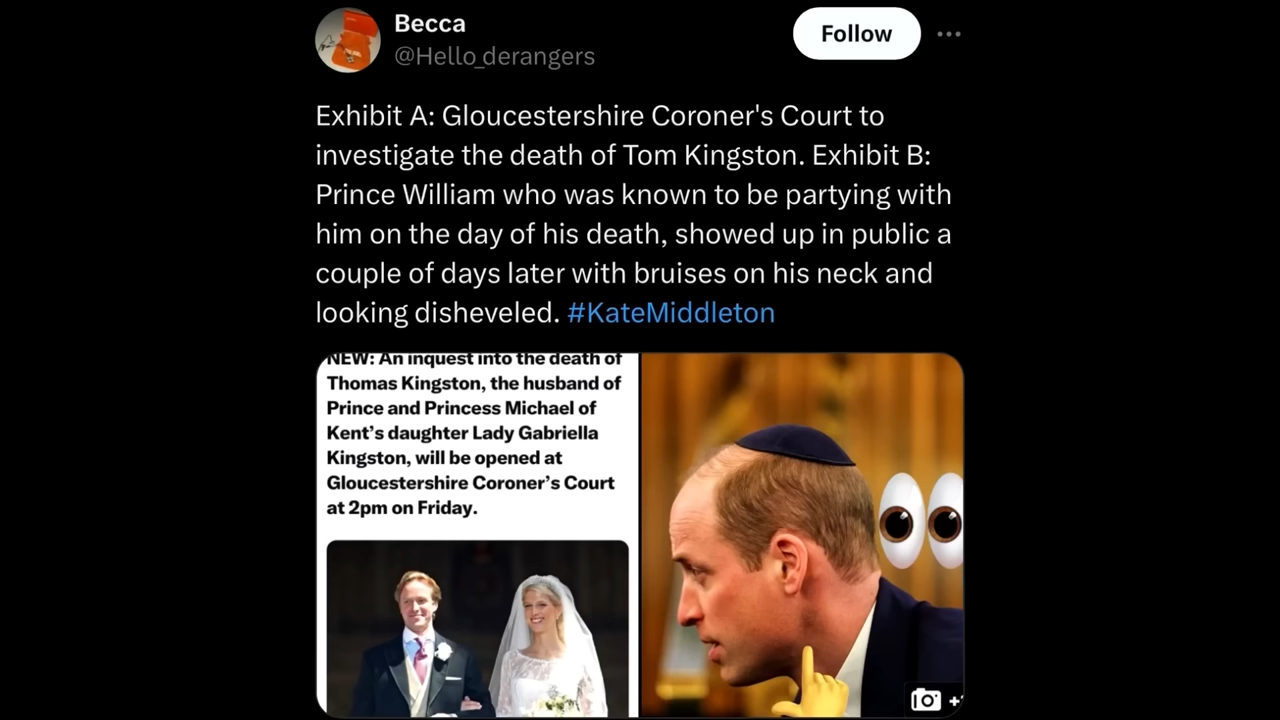 Becca
Follow
@Hello_derangers
Exhibit A: Gloucestershire Coroner's Court to
investigate the death of Tom Kingston. Exhibit B:
Prince William who was known to be partying with
him on the day of his death, showed up in public a
couple of days later with bruises on his neck and
looking disheveled. #KateMiddleton
NEW: An inquest into the death of
Thomas Kingston, the husband of
Prince and Princess Michael of
Kent’s daughter Lady Gabriella
Kingston, will be opened at
Gloucestershire Coroner’s Court
at 2pm on Friday.